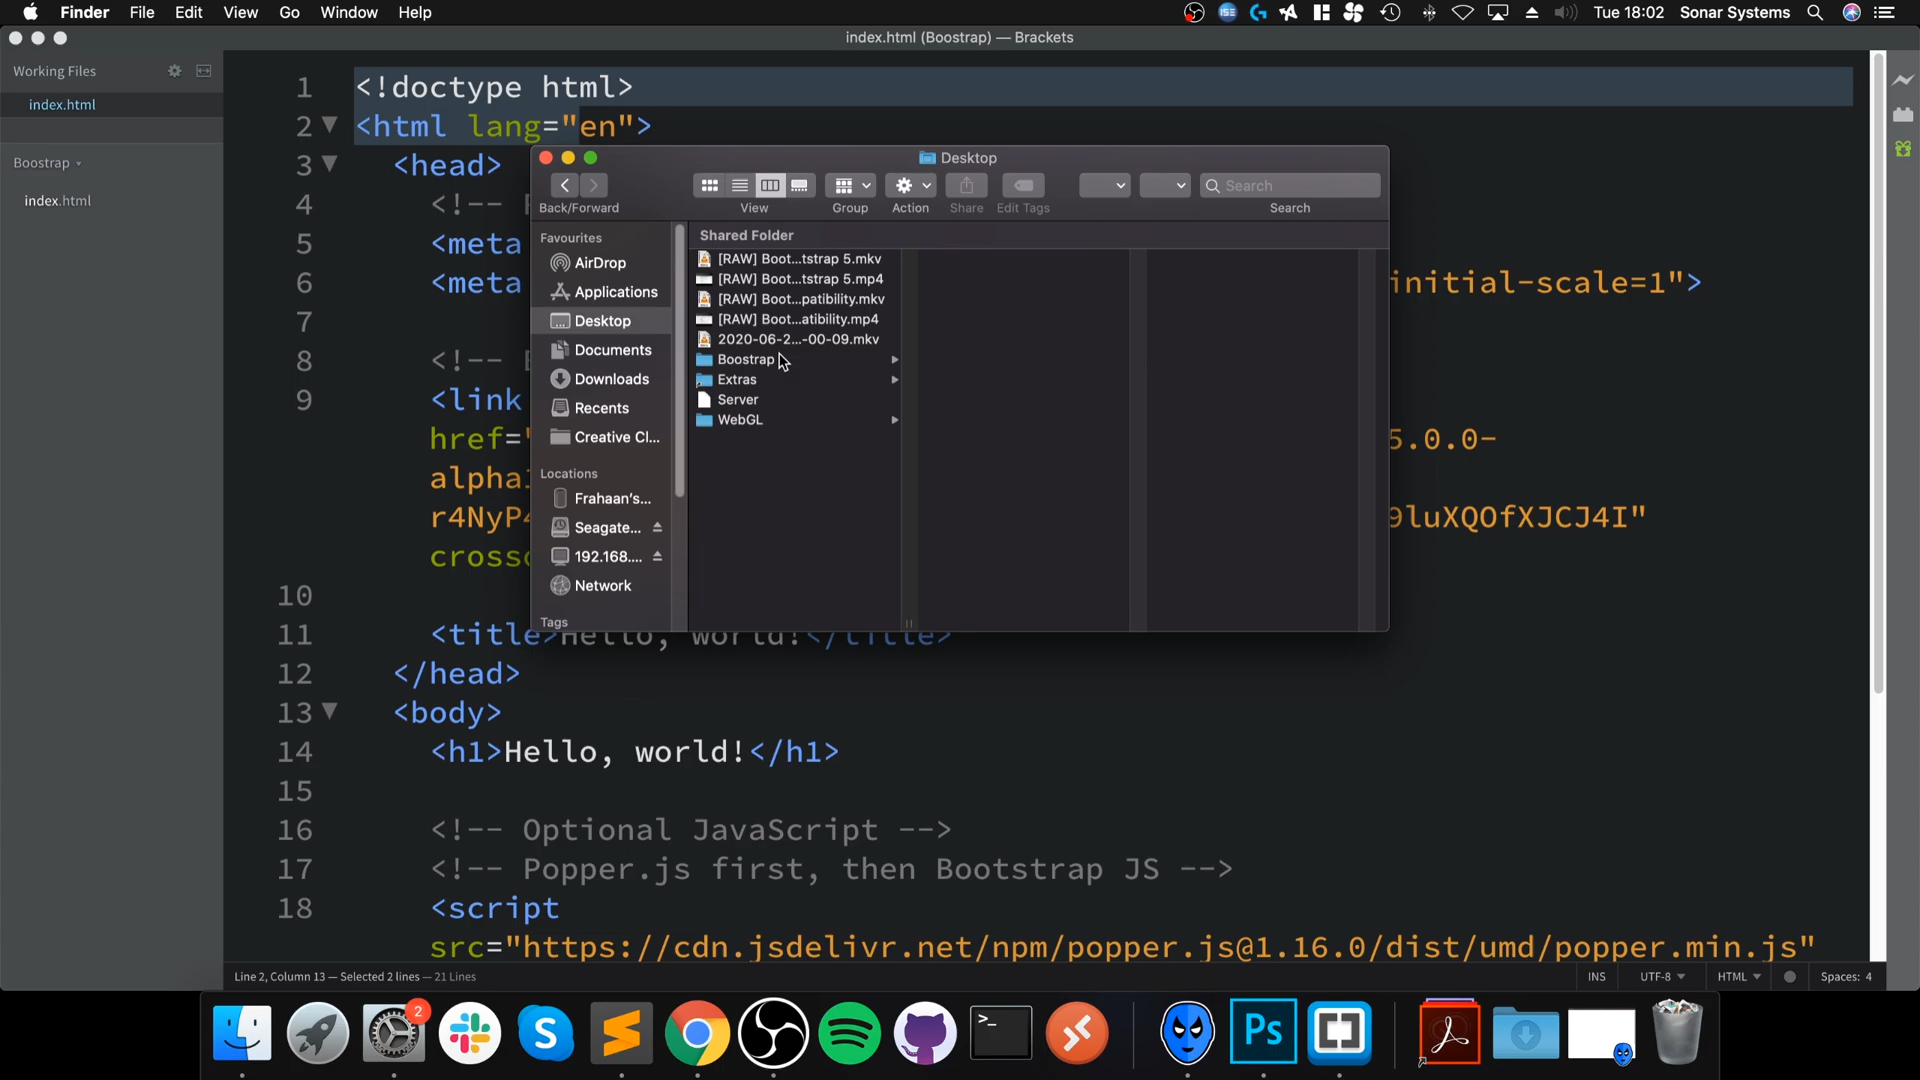 Finder File Edit View Go Window Help
ISE Tue 18:02 Sonar Systems
index.html (Boostrap) — Brackets
Working Files
index.html
Boostrap
index.html
1 <!doctype html>
2 <html lang="en">
3 <head>
4 <!--
5 <meta
6 <meta initial-scale=1">
7
8 <!--
9 <link
href= 5.0.0-
alpha
r4NyP 9luXQOfXJCJ4I"
cross
10
11 <title>Hello, world!</title>
12 </head>
13 <body>
14 <h1>Hello, world!</h1>
15
16 <!-- Optional JavaScript -->
17 <!-- Popper.js first, then Bootstrap JS -->
18 <script
src="https://cdn.jsdelivr.net/npm/popper.js@1.16.0/dist/umd/popper.min.js"
Desktop
Search
Back/Forward View Group Action Share Edit Tags Search
Favourites
AirDrop
Applications
Desktop
Documents
Downloads
Recents
Creative Cl...
Locations
Frahaan's...
Seagate...
192.168....
Network
Tags
Shared Folder
[RAW] Boot...tstrap 5.mkv
[RAW] Boot...tstrap 5.mp4
[RAW] Boot...patibility.mkv
[RAW] Boot...atibility.mp4
2020-06-2...-00-09.mkv
Boostrap
Extras
Server
WebGL
Line 2, Column 13 — Selected 2 lines — 21 Lines
INS UTF-8 HTML Spaces: 4
2
S
>_
Ps